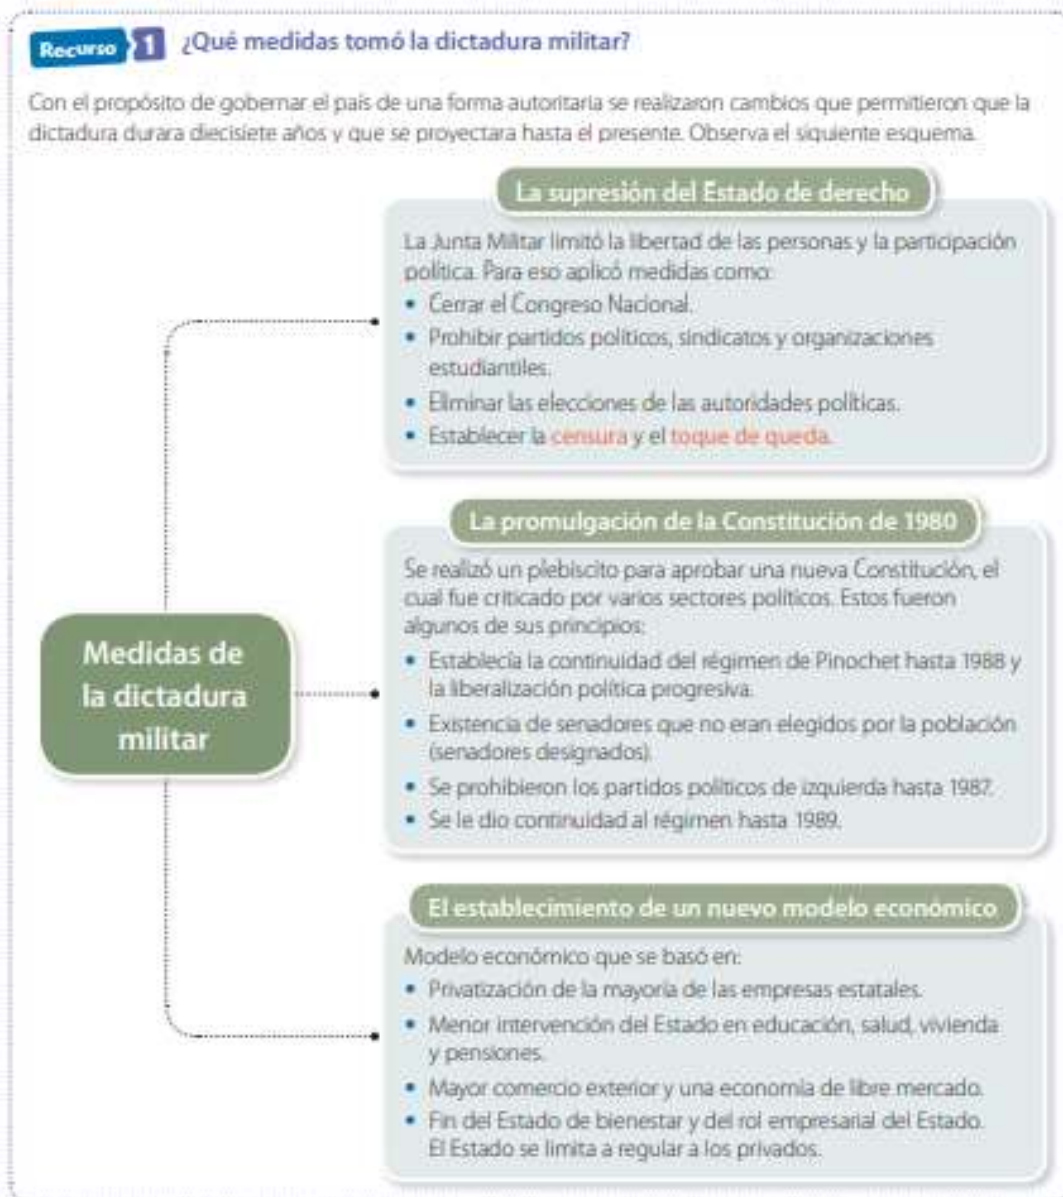 Recurso 1 ¿Qué medidas tomó la dictadura militar?
Con el propósito de gobernar el país de una forma autoritaria se realizaron cambios que permitieron que la
dictadura durara diecisiete años y que se proyectara hasta el presente. Observa el siguiente esquema.
La supresión del Estado de derecho
La Junta Militar limitó la libertad de las personas y la participación
política. Para eso aplicó medidas como:
• Cerrar el Congreso Nacional.
• Prohibir partidos políticos, sindicatos y organizaciones
estudiantiles.
• Eliminar las elecciones de las autoridades políticas.
• Establecer la censura y el toque de queda.
La promulgación de la Constitución de 1980
Se realizó un plebiscito para aprobar una nueva Constitución, el
cual fue criticado por varios sectores políticos. Estos fueron
algunos de sus principios:
• Establecía la continuidad del régimen de Pinochet hasta 1988 y
la liberalización política progresiva.
• Existencia de senadores que no eran elegidos por la población
(senadores designados).
• Se prohibieron los partidos políticos de izquierda hasta 1987.
• Se le dio continuidad al régimen hasta 1989.
Medidas de
la dictadura
militar
El establecimiento de un nuevo modelo económico
Modelo económico que se basó en:
• Privatización de la mayoría de las empresas estatales.
• Menor intervención del Estado en educación, salud, vivienda
y pensiones.
• Mayor comercio exterior y una economía de libre mercado.
• Fin del Estado de bienestar y del rol empresarial del Estado.
El Estado se limita a regular a los privados.